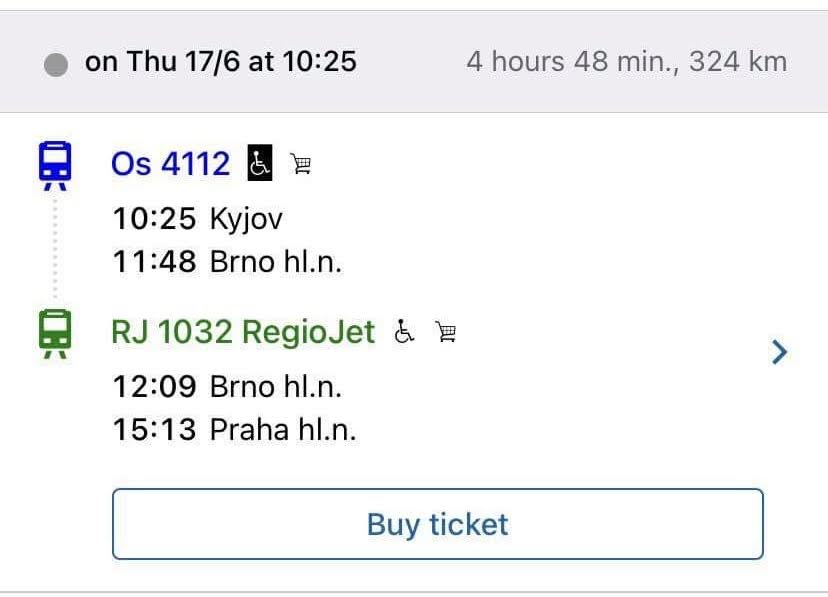 on Thu 17/6 at 10:25 4 hours 48 min., 324 km
Os 4112
10:25 Kyjov
11:48 Brno hl.n.
RJ 1032 RegioJet
12:09 Brno hl.n.
15:13 Praha hl.n.
Buy ticket